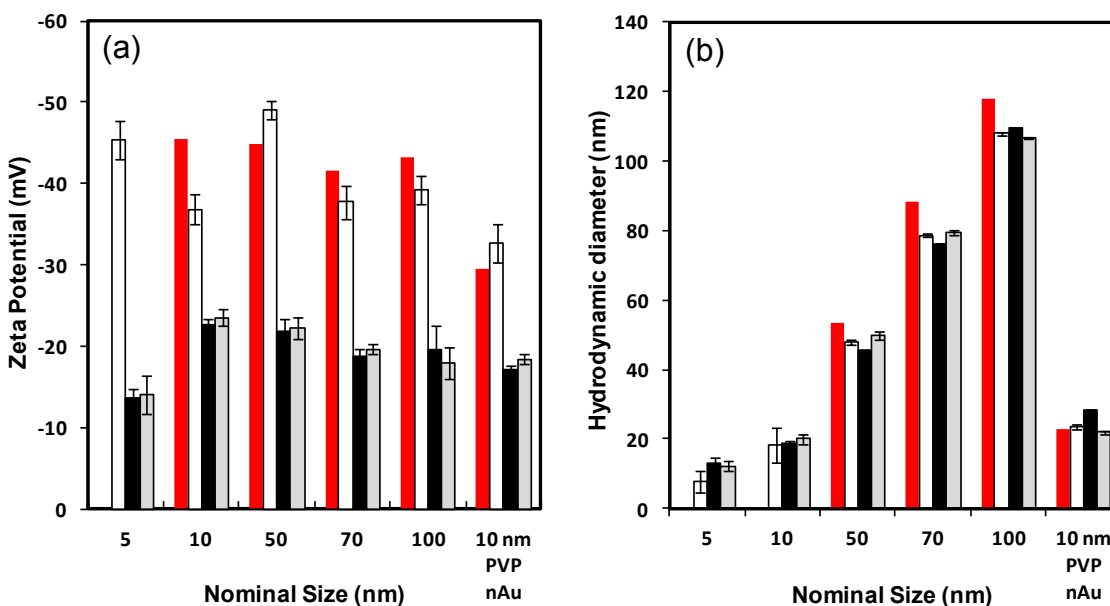 (a)
Zeta Potential (mV)
-60
-50
-40
-30
-20
-10
0
5 10 50 70 100 10 nm
PVP
nAu
Nominal Size (nm)
(b)
Hydrodynamic diameter (nm)
140
120
100
80
60
40
20
0
5 10 50 70 100 10 nm
PVP
nAu
Nominal Size (nm)